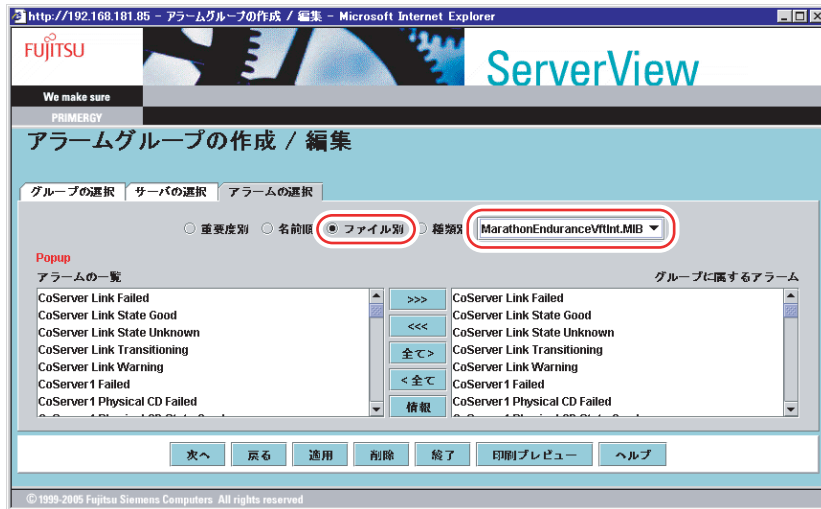 http://192.168.181.85 - アラームグループの作成 / 編集 - Microsoft Internet Explorer
FUJITSU
ServerView
We make sure
PRIMERGY
アラームグループの作成 / 編集
グループの選択 サーバの選択 アラームの選択
重要度別 名前順 ファイル別 種類別 MarathonEnduranceVftInt.MIB
Popup
アラームの一覧 グループに属するアラーム
CoServer Link Failed
CoServer Link State Good
CoServer Link State Unknown
CoServer Link Transitioning
CoServer Link Warning
CoServer1 Failed
CoServer1 Physical CD Failed
>>>
<<<
全て>
<全て
情報
CoServer Link Failed
CoServer Link State Good
CoServer Link State Unknown
CoServer Link Transitioning
CoServer Link Warning
CoServer1 Failed
CoServer1 Physical CD Failed
次へ 戻る 適用 削除 終了 印刷プレビュー ヘルプ
© 1999-2005 Fujitsu Siemens Computers All rights reserved